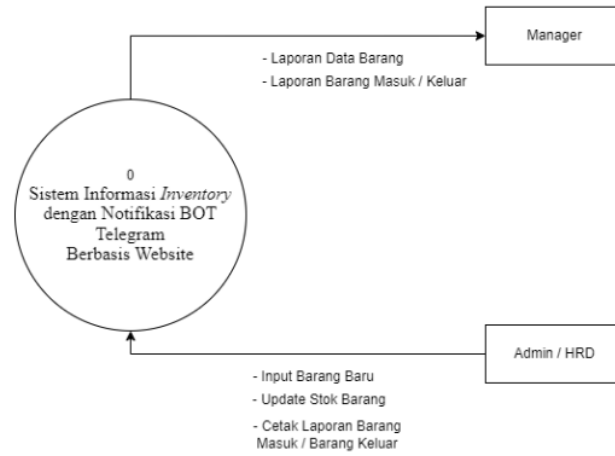 Manager
- Laporan Data Barang
- Laporan Barang Masuk / Keluar
0
Sistem Informasi Inventory
dengan Notifikasi BOT
Telegram
Berbasis Website
Admin / HRD
- Input Barang Baru
- Update Stok Barang
- Cetak Laporan Barang
Masuk / Barang Keluar